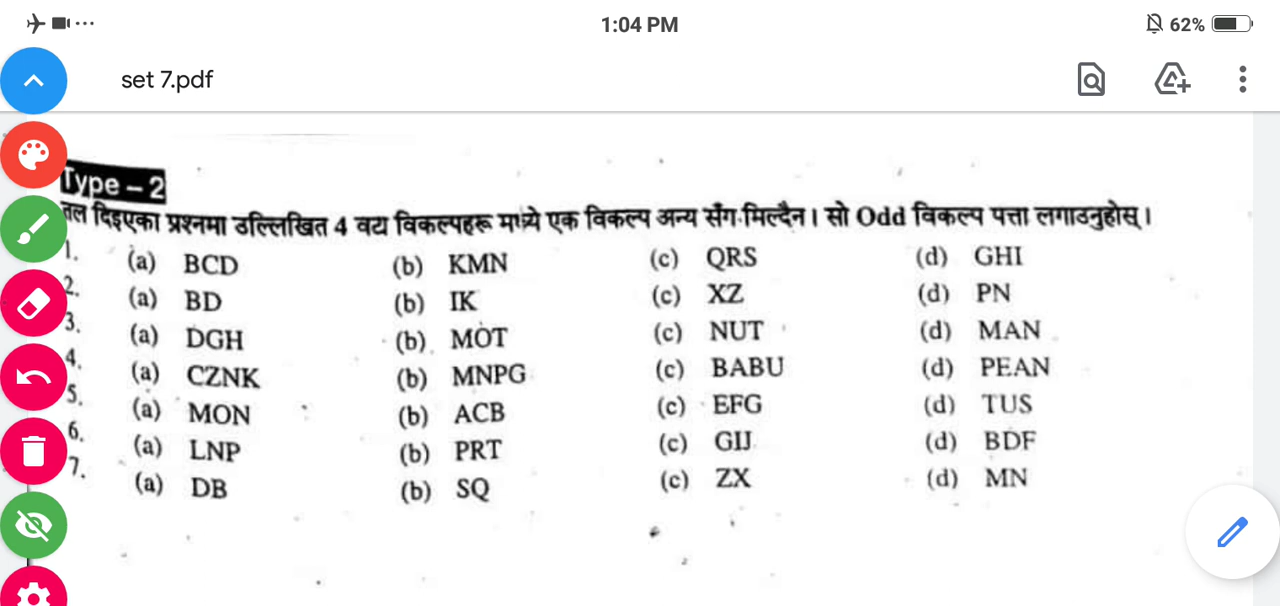 1:04 PM
62%
set 7.pdf
Type – 2
तल दिइएका प्रश्नमा उल्लिखित 4 वटा विकल्पहरू मध्ये एक विकल्प अन्य सँग मिल्दैन । सो Odd विकल्प पत्ता लगाउनुहोस् ।
1. (a) BCD (b) KMN (c) QRS (d) GHI
2. (a) BD (b) IK (c) XZ (d) PN
3. (a) DGH (b) MOT (c) NUT (d) MAN
4. (a) CZNK (b) MNPG (c) BABU (d) PEAN
5. (a) MON (b) ACB (c) EFG (d) TUS
6. (a) LNP (b) PRT (c) GIJ (d) BDF
7. (a) DB (b) SQ (c) ZX (d) MN